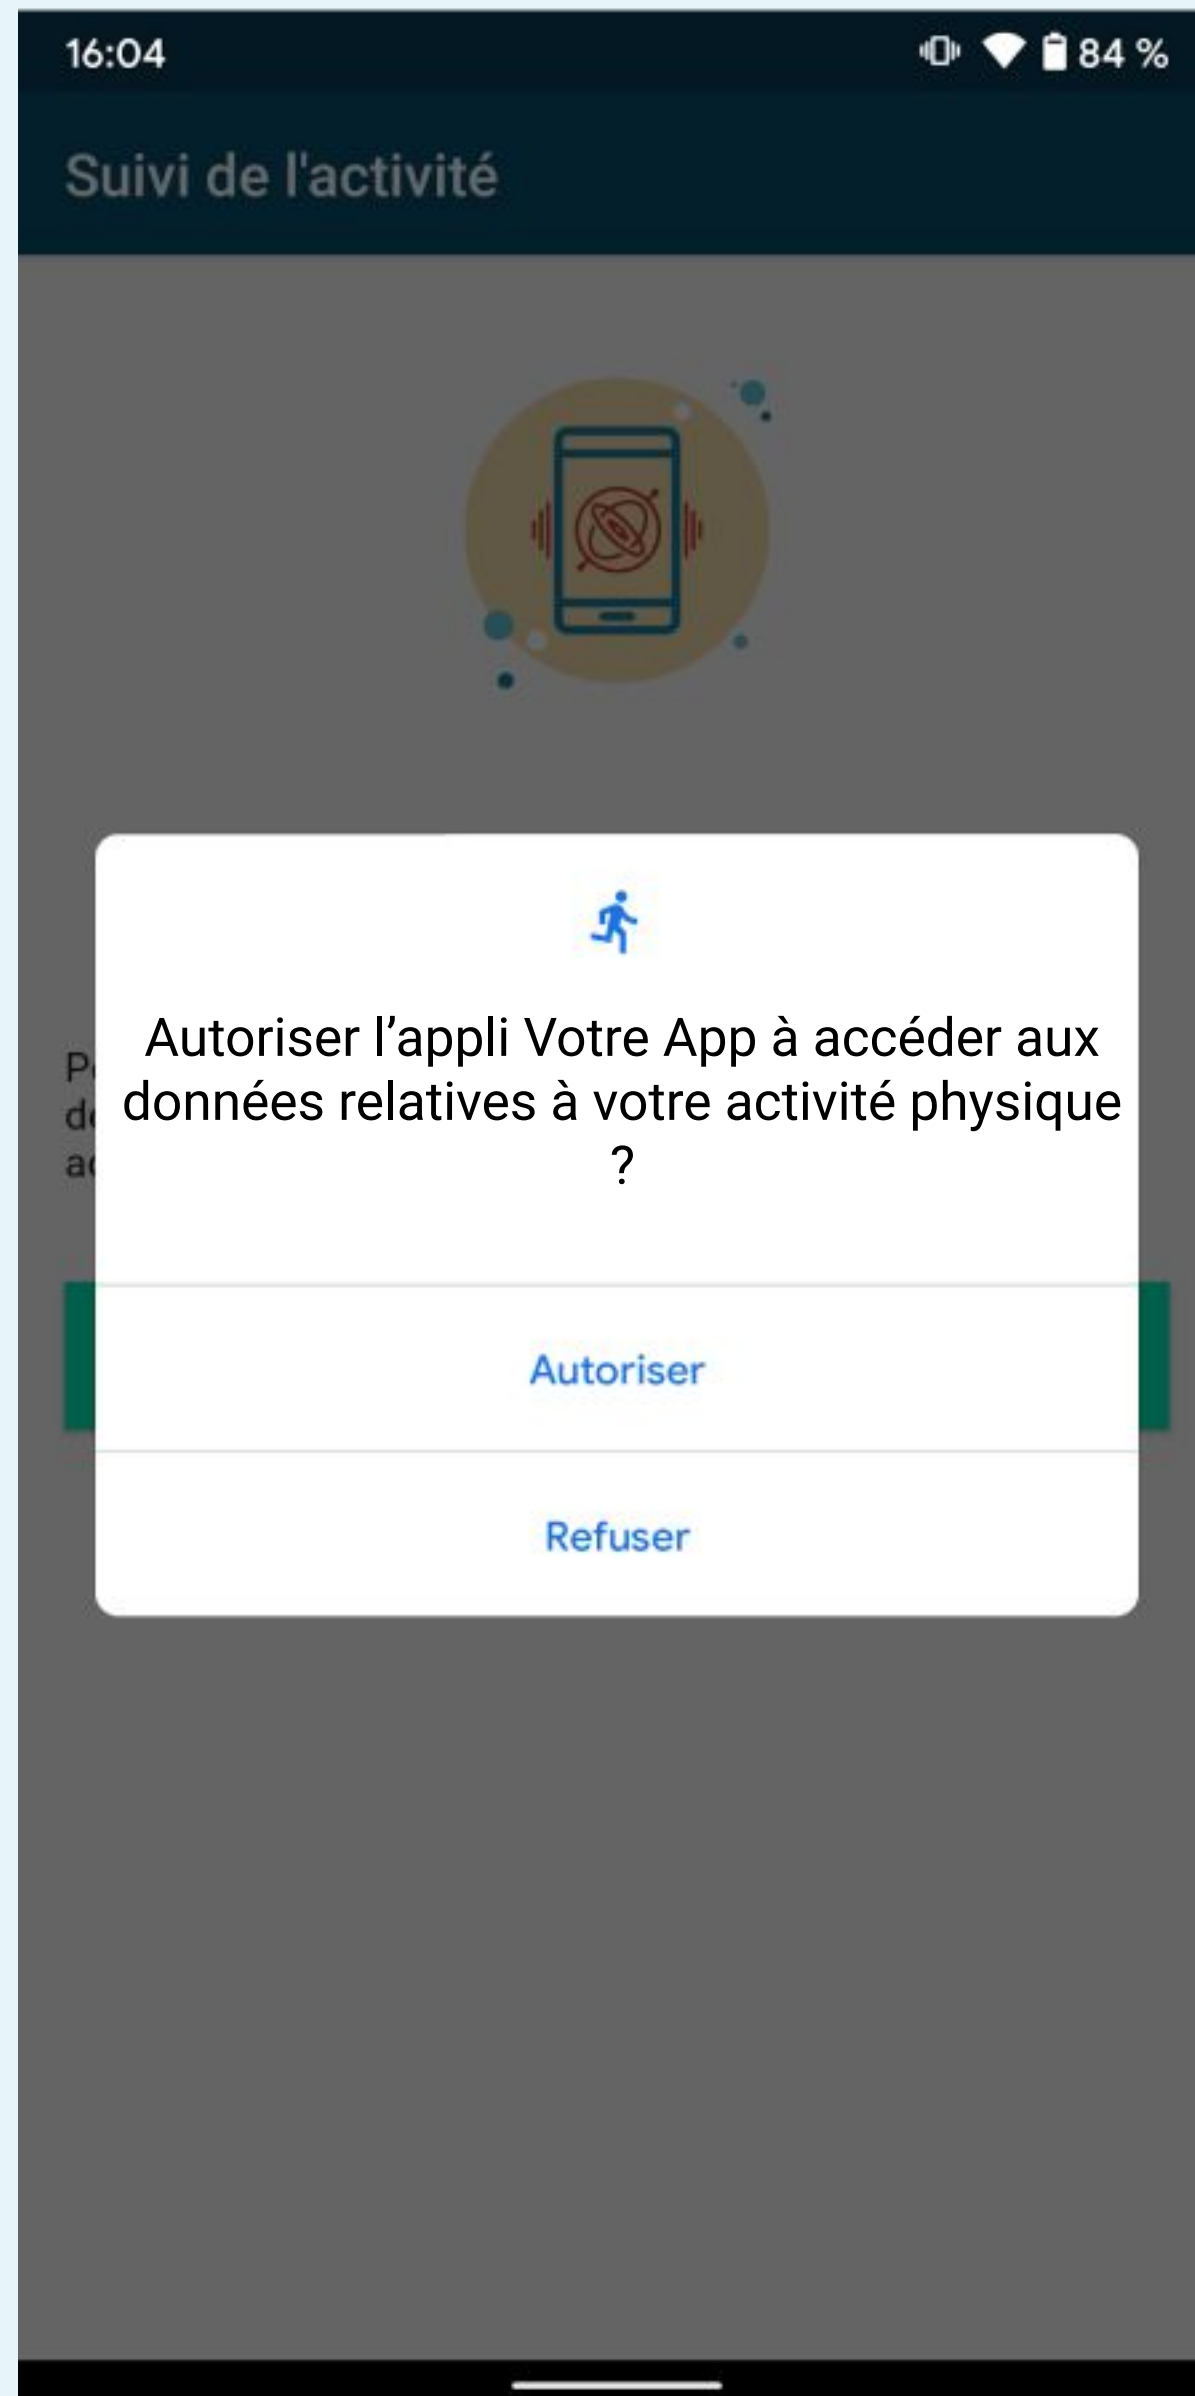 16:04
84 %
Suivi de l'activité
Autoriser l’appli Votre App à accéder aux
données relatives à votre activité physique
?
Autoriser
Refuser